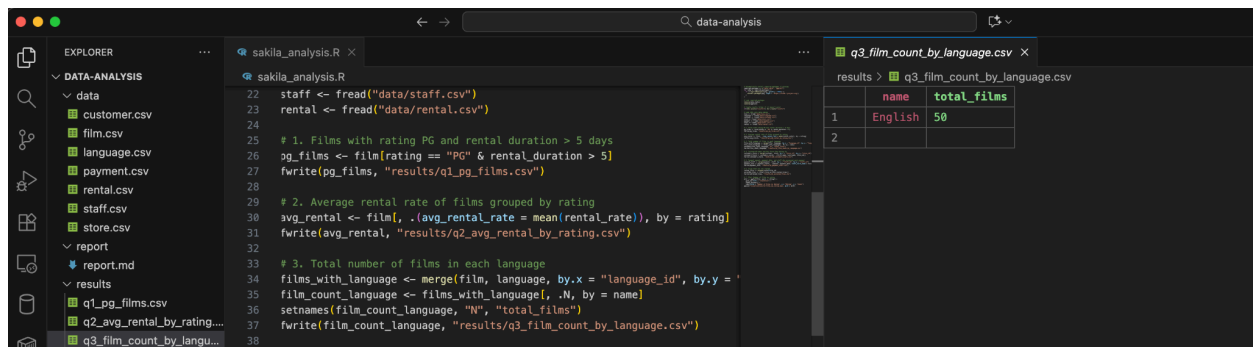 data-analysis
EXPLORER
DATA-ANALYSIS
data
customer.csv
film.csv
language.csv
payment.csv
rental.csv
staff.csv
store.csv
report
report.md
results
q1_pg_films.csv
q2_avg_rental_by_rating....
q3_film_count_by_langu...
sakila_analysis.R
sakila_analysis.R
22 staff <- fread("data/staff.csv")
23 rental <- fread("data/rental.csv")
24
25 # 1. Films with rating PG and rental duration > 5 days
26 pg_films <- film[rating == "PG" & rental_duration > 5]
27 fwrite(pg_films, "results/q1_pg_films.csv")
28
29 # 2. Average rental rate of films grouped by rating
30 avg_rental <- film[, .(avg_rental_rate = mean(rental_rate)), by = rating]
31 fwrite(avg_rental, "results/q2_avg_rental_by_rating.csv")
32
33 # 3. Total number of films in each language
34 films_with_language <- merge(film, language, by.x = "language_id", by.y = "
35 film_count_language <- films_with_language[, .N, by = name]
36 setnames(film_count_language, "N", "total_films")
37 fwrite(film_count_language, "results/q3_film_count_by_language.csv")
38
q3_film_count_by_language.csv
results > q3_film_count_by_language.csv
name total_films
1 English 50
2